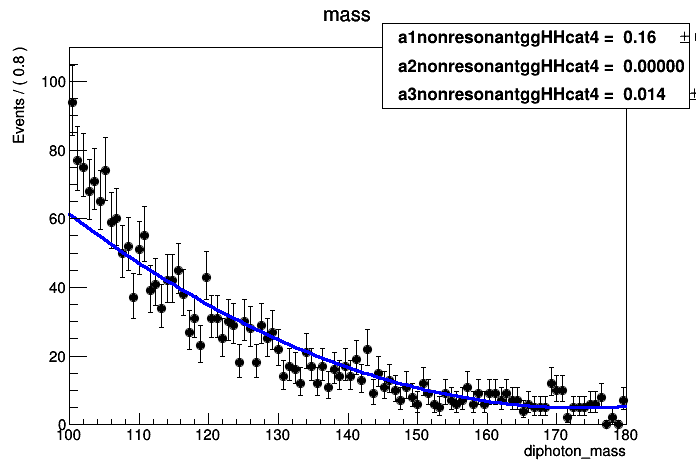 mass
a1nonresonantggHHcat4 = 0.16 ±
a2nonresonantggHHcat4 = 0.00000
a3nonresonantggHHcat4 = 0.014 ±
Events / ( 0.8 )
100
80
60
40
20
0
100 110 120 130 140 150 160 170 180
diphoton_mass